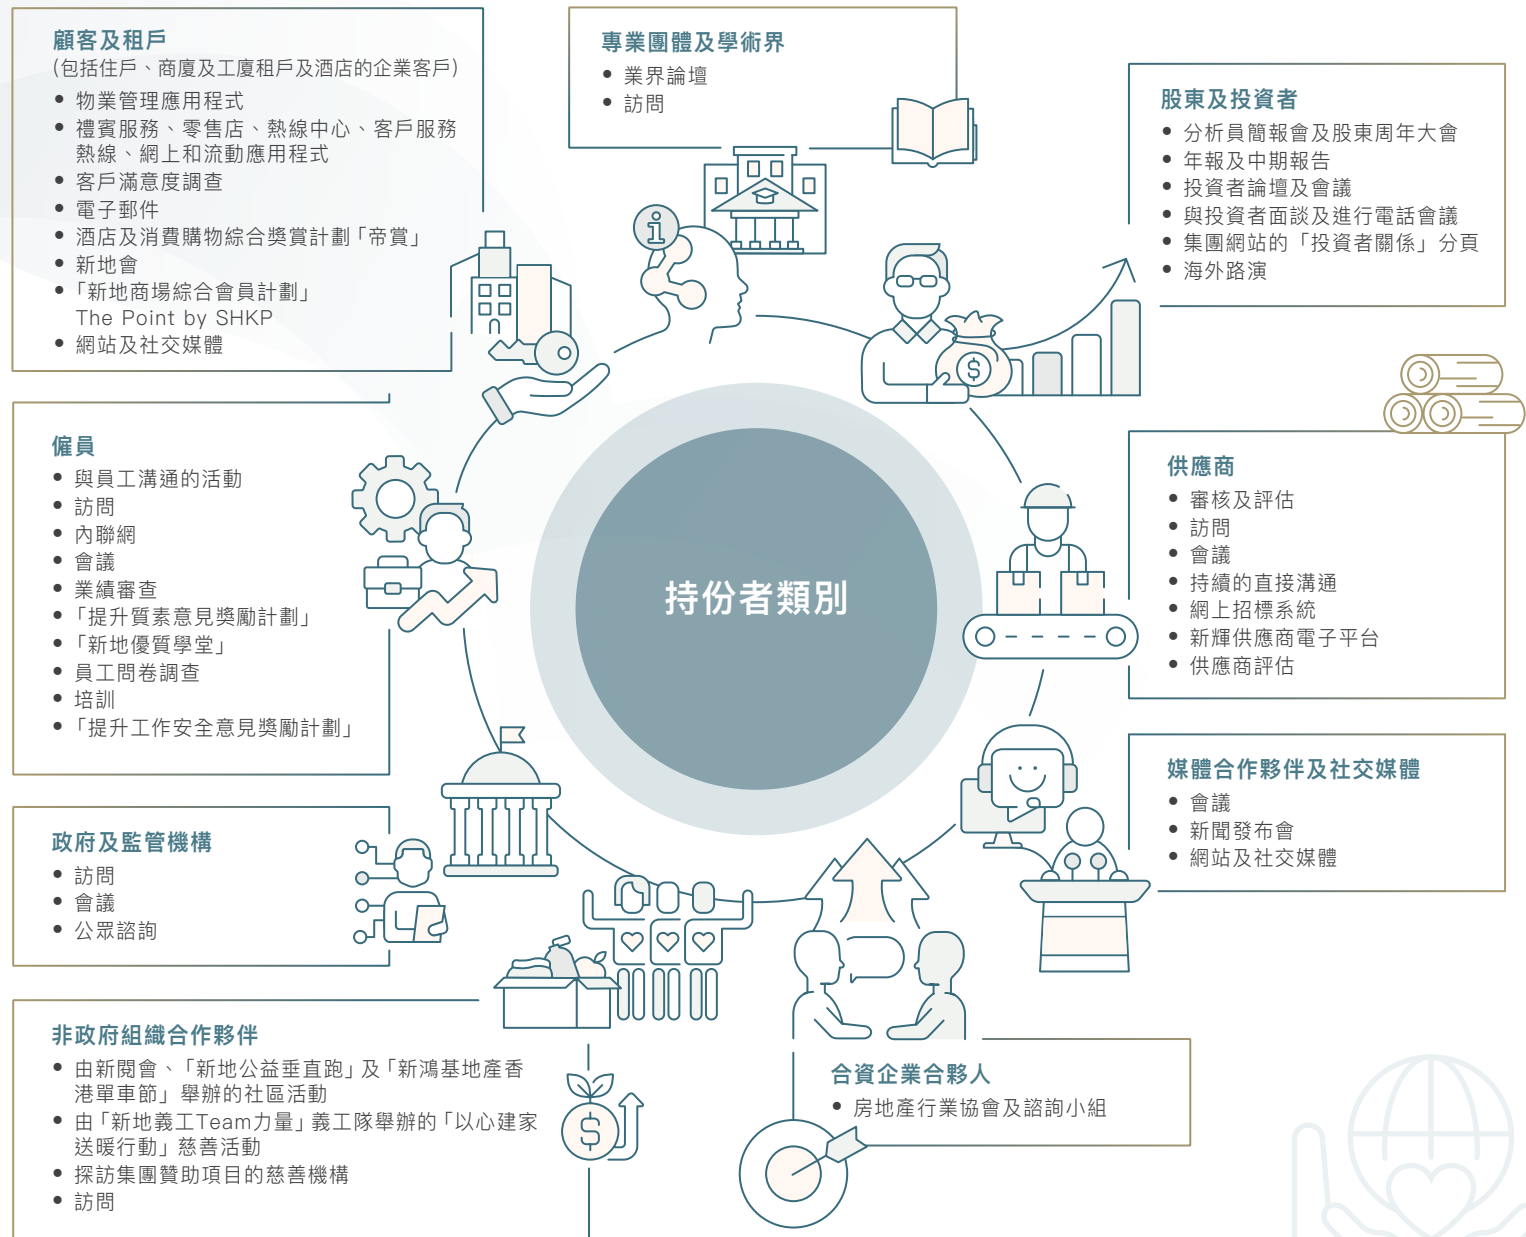 顧客及租戶
(包括住戶、商廈及工廈租戶及酒店的企業客戶)
• 物業管理應用程式
• 禮賓服務、零售店、熱線中心、客戶服務
熱線、網上和流動應用程式
• 客戶滿意度調查
• 電子郵件
• 酒店及消費購物綜合獎賞計劃「帝賞」
• 新地會
• 「新地商場綜合會員計劃」
The Point by SHKP
• 網站及社交媒體
專業團體及學術界
• 業界論壇
• 訪問
股東及投資者
• 分析員簡報會及股東周年大會
• 年報及中期報告
• 投資者論壇及會議
• 與投資者面談及進行電話會議
• 集團網站的「投資者關係」分頁
• 海外路演
僱員
• 與員工溝通的活動
• 訪問
• 內聯網
• 會議
• 業績審查
• 「提升質素意見獎勵計劃」
• 「新地優質學堂」
• 員工問卷調查
• 培訓
• 「提升工作安全意見獎勵計劃」
持份者類別
供應商
• 審核及評估
• 訪問
• 會議
• 持續的直接溝通
• 網上招標系統
• 新輝供應商電子平台
• 供應商評估
媒體合作夥伴及社交媒體
• 會議
• 新聞發布會
• 網站及社交媒體
政府及監管機構
• 訪問
• 會議
• 公眾諮詢
非政府組織合作夥伴
• 由新閱會、「新地公益垂直跑」及「新鴻基地產香
港單車節」舉辦的社區活動
• 由「新地義工Team力量」義工隊舉辦的「以心建家
送暖行動」慈善活動
• 探訪集團贊助項目的慈善機構
• 訪問
合資企業合夥人
• 房地產行業協會及諮詢小組